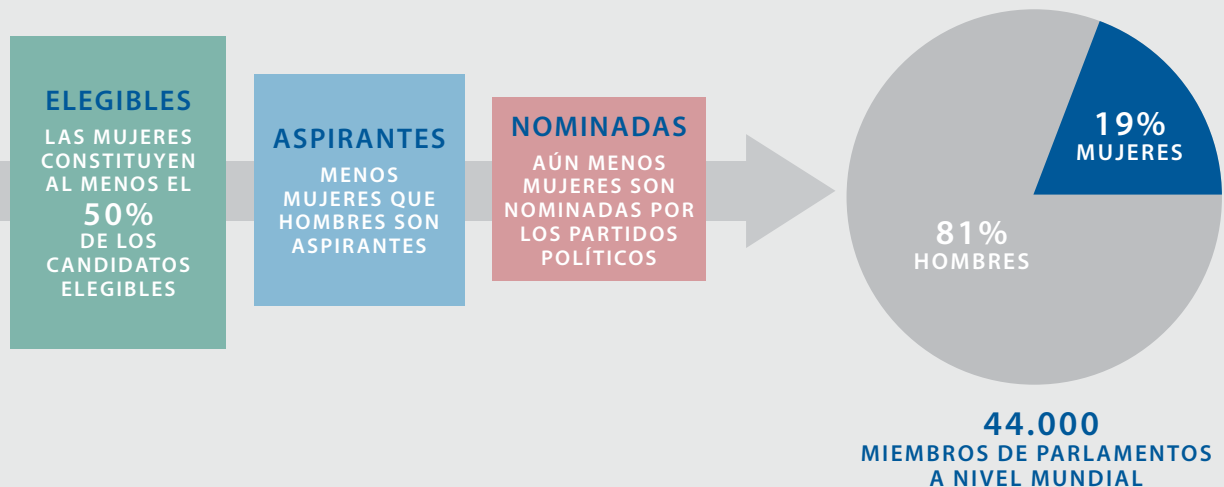 ELEGIBLES
LAS MUJERES
CONSTITUYEN
AL MENOS EL
50%
DE LOS
CANDIDATOS
ELEGIBLES
ASPIRANTES
MENOS
MUJERES QUE
HOMBRES SON
ASPIRANTES
NOMINADAS
AÚN MENOS
MUJERES SON
NOMINADAS POR
LOS PARTIDOS
POLÍTICOS
19%
MUJERES
81%
HOMBRES
44.000
MIEMBROS DE PARLAMENTOS
A NIVEL MUNDIAL